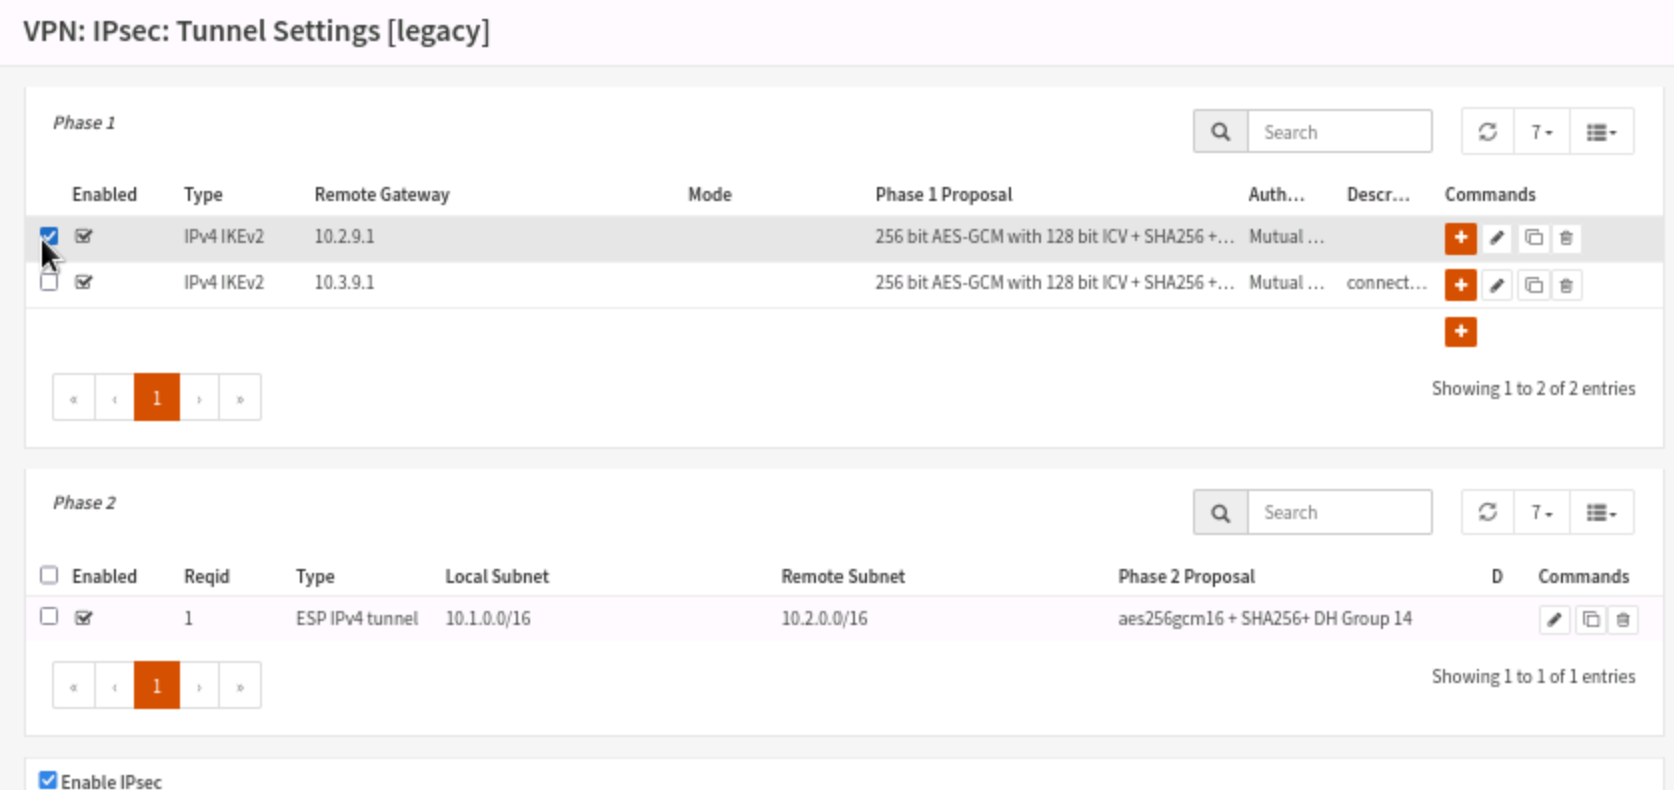 VPN: IPsec: Tunnel Settings [legacy]
Phase 1
Search
7
Enabled Type Remote Gateway Mode Phase 1 Proposal Auth... Descr... Commands
IPv4 IKEv2 10.2.9.1 256 bit AES-GCM with 128 bit ICV + SHA256 +... Mutual ...
IPv4 IKEv2 10.3.9.1 256 bit AES-GCM with 128 bit ICV + SHA256 +... Mutual ... connect...
« ‹ 1 › »
Showing 1 to 2 of 2 entries
Phase 2
Search
7
Enabled Reqid Type Local Subnet Remote Subnet Phase 2 Proposal D Commands
1 ESP IPv4 tunnel 10.1.0.0/16 10.2.0.0/16 aes256gcm16 + SHA256+ DH Group 14
« ‹ 1 › »
Showing 1 to 1 of 1 entries
Enable IPsec